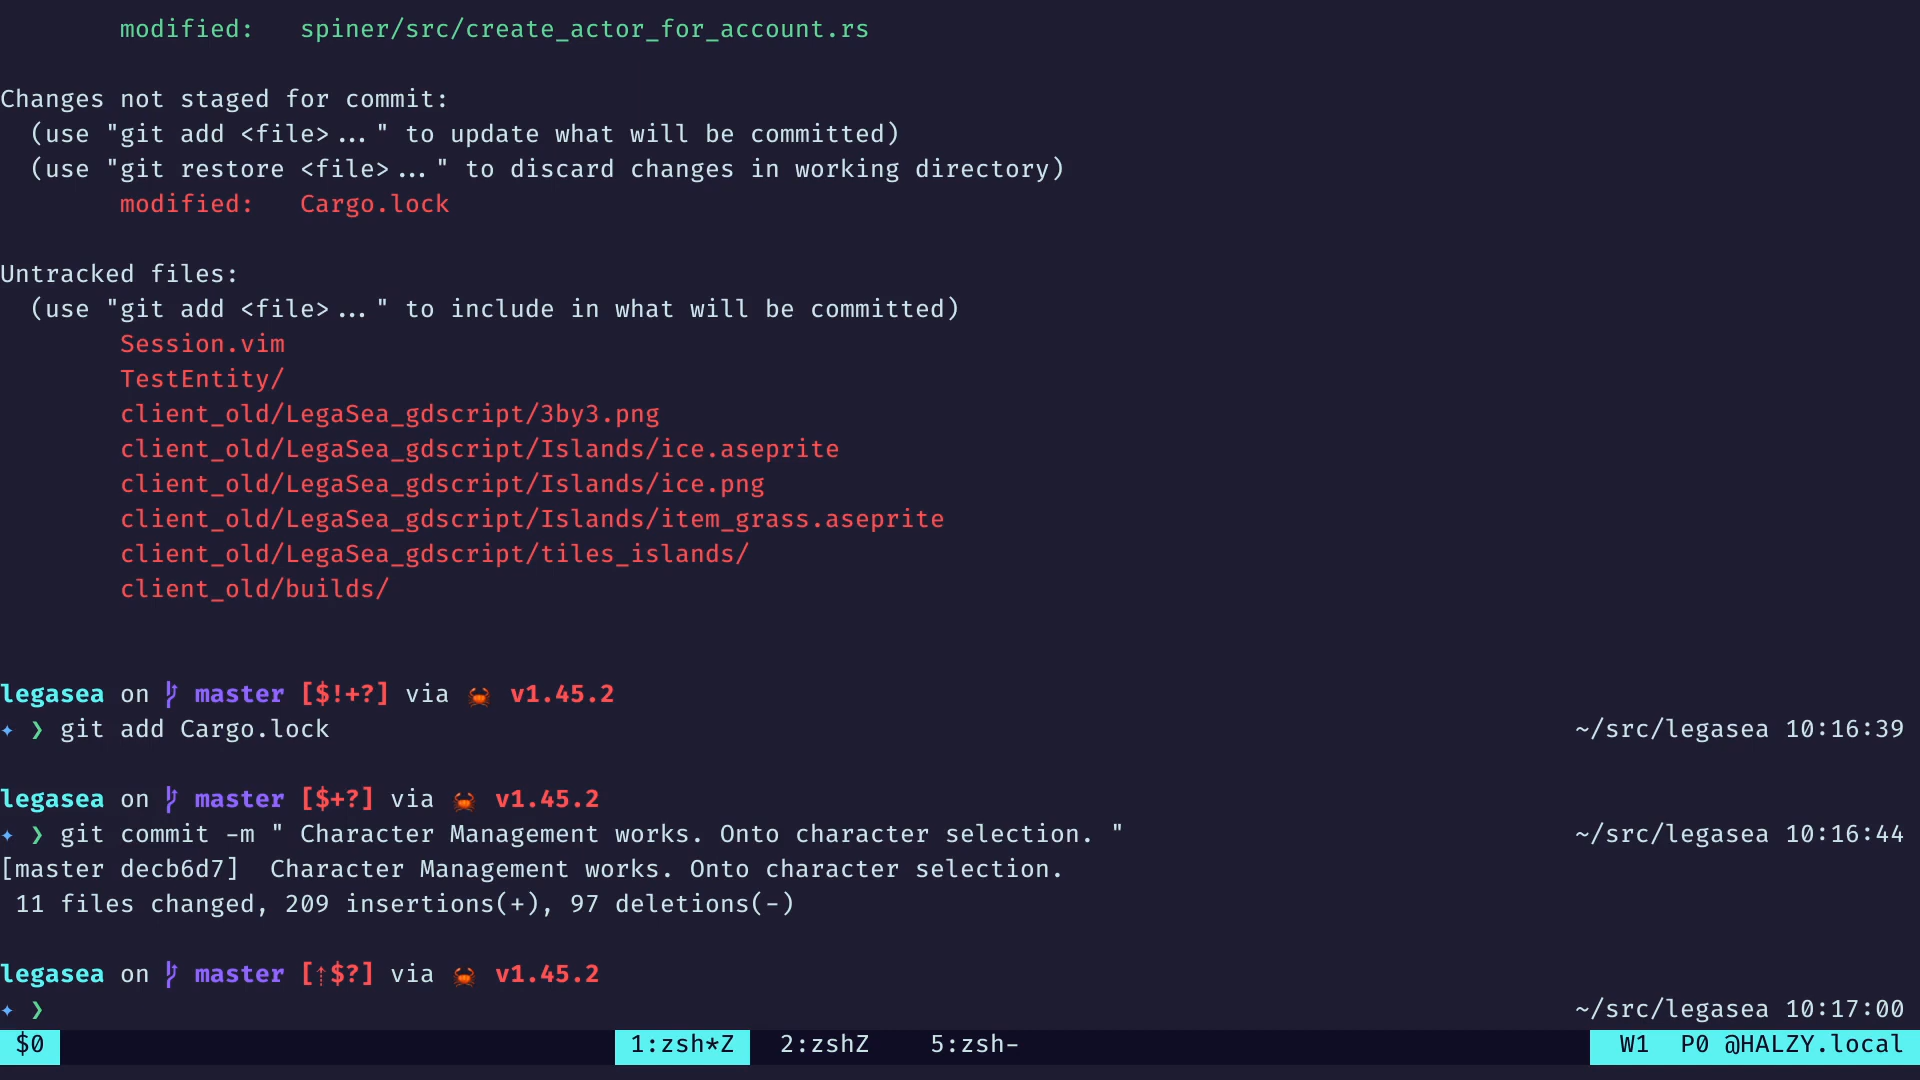 modified:   spiner/src/create_actor_for_account.rs
Changes not staged for commit:
  (use "git add <file>..." to update what will be committed)
  (use "git restore <file>..." to discard changes in working directory)
        modified:   Cargo.lock
Untracked files:
  (use "git add <file>..." to include in what will be committed)
        Session.vim
        TestEntity/
        client_old/LegaSea_gdscript/3by3.png
        client_old/LegaSea_gdscript/Islands/ice.aseprite
        client_old/LegaSea_gdscript/Islands/ice.png
        client_old/LegaSea_gdscript/Islands/item_grass.aseprite
        client_old/LegaSea_gdscript/tiles_islands/
        client_old/builds/
legasea on master [$!+?] via 🦀 v1.45.2
✦ ❯ git add Cargo.lock ~/src/legasea 10:16:39
legasea on master [$+?] via 🦀 v1.45.2
✦ ❯ git commit -m " Character Management works. Onto character selection. " ~/src/legasea 10:16:44
[master decb6d7]  Character Management works. Onto character selection.
 11 files changed, 209 insertions(+), 97 deletions(-)
legasea on master [⇡$?] via 🦀 v1.45.2
✦ ❯ ~/src/legasea 10:17:00
$0 1:zsh*Z 2:zshZ 5:zsh- W1 P0 @HALZY.local